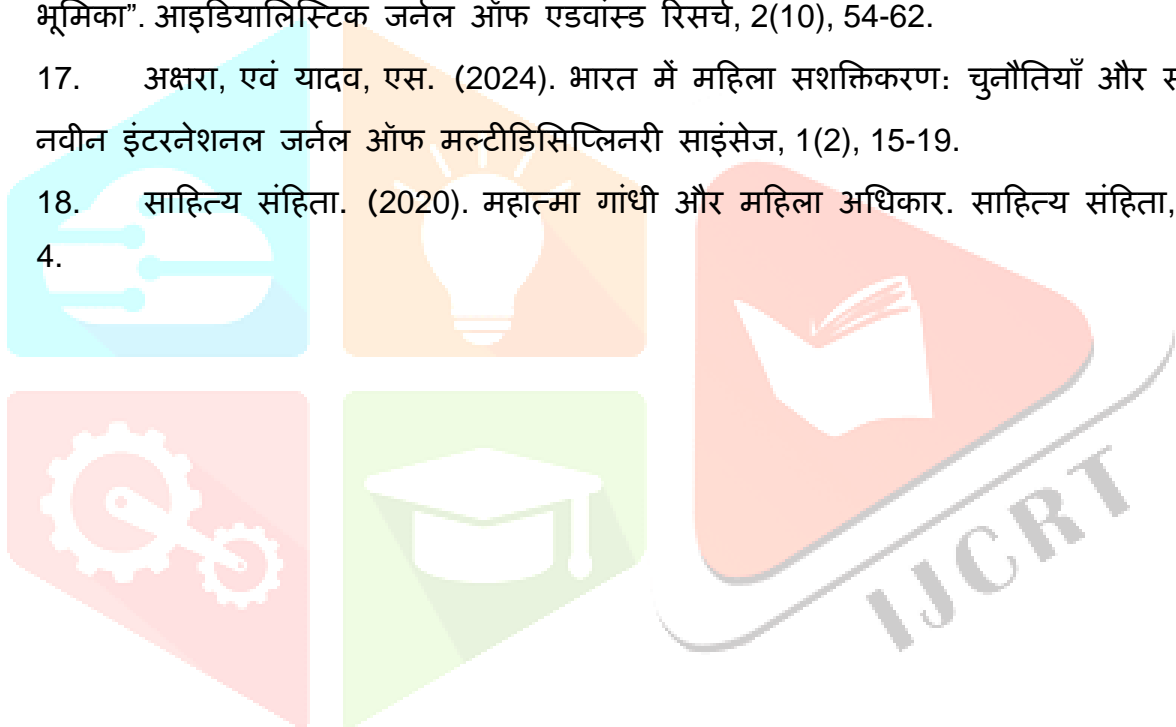 भूमिका”. आइडियालिस्टिक जर्नल ऑफ एडवांस्ड रिसर्च, 2(10), 54-62.
17. अक्षरा, एवं यादव, एस. (2024). भारत में महिला सशक्तिकरण: चुनौतियाँ और
नवीन इंटरनेशनल जर्नल ऑफ मल्टीडिसिप्लिनरी साइंसेज, 1(2), 15-19.
18. साहित्य संहिता. (2020). महात्मा गांधी और महिला अधिकार. साहित्य संहिता,
4.
IJCRT